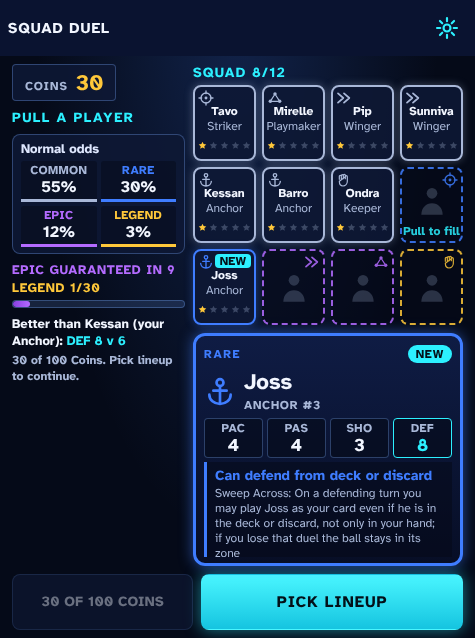 SQUAD DUEL
COINS 30
PULL A PLAYER
Normal odds
COMMON
55%
RARE
30%
EPIC
12%
LEGEND
3%
EPIC GUARANTEED IN 9
LEGEND 1/30
Better than Kessan (your
Anchor): DEF 8 v 6
30 of 100 Coins. Pick lineup
to continue.
SQUAD 8/12
Tavo
Striker
Mirelle
Playmaker
Pip
Winger
Sunniva
Winger
Kessan
Anchor
Barro
Anchor
Ondra
Keeper
Pull to fill
NEW
Joss
Anchor
RARE
NEW
Joss
ANCHOR #3
PAC
4
PAS
4
SHO
3
DEF
8
Can defend from deck or discard
Sweep Across: On a defending turn you
may play Joss as your card even if he is in
the deck or discard, not only in your hand;
if you lose that duel the ball stays in its
zone
30 OF 100 COINS
PICK LINEUP